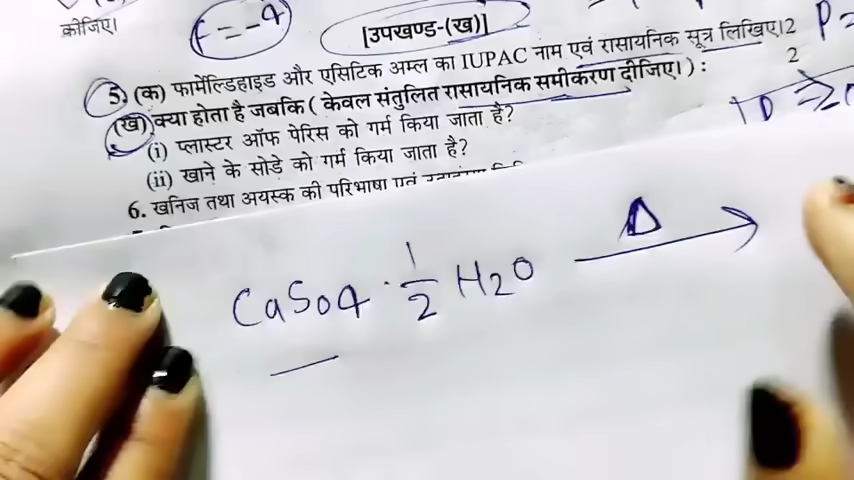 कीजिए।
f = -4
[उपखण्ड-(ख)]
5. (क) फार्मेल्डिहाइड और एसिटिक अम्ल का IUPAC नाम एवं रासायनिक सूत्र लिखिए।2
(ख) क्या होता है जबकि ( केवल संतुलित रासायनिक समीकरण दीजिए।) : 2
(i) प्लास्टर ऑफ पेरिस को गर्म किया जाता है?
(ii) खाने के सोडे को गर्म किया जाता है?
6. खनिज तथा अयस्क की परिभाषा एवं
CaSO4 · 1/2 H2O Δ →